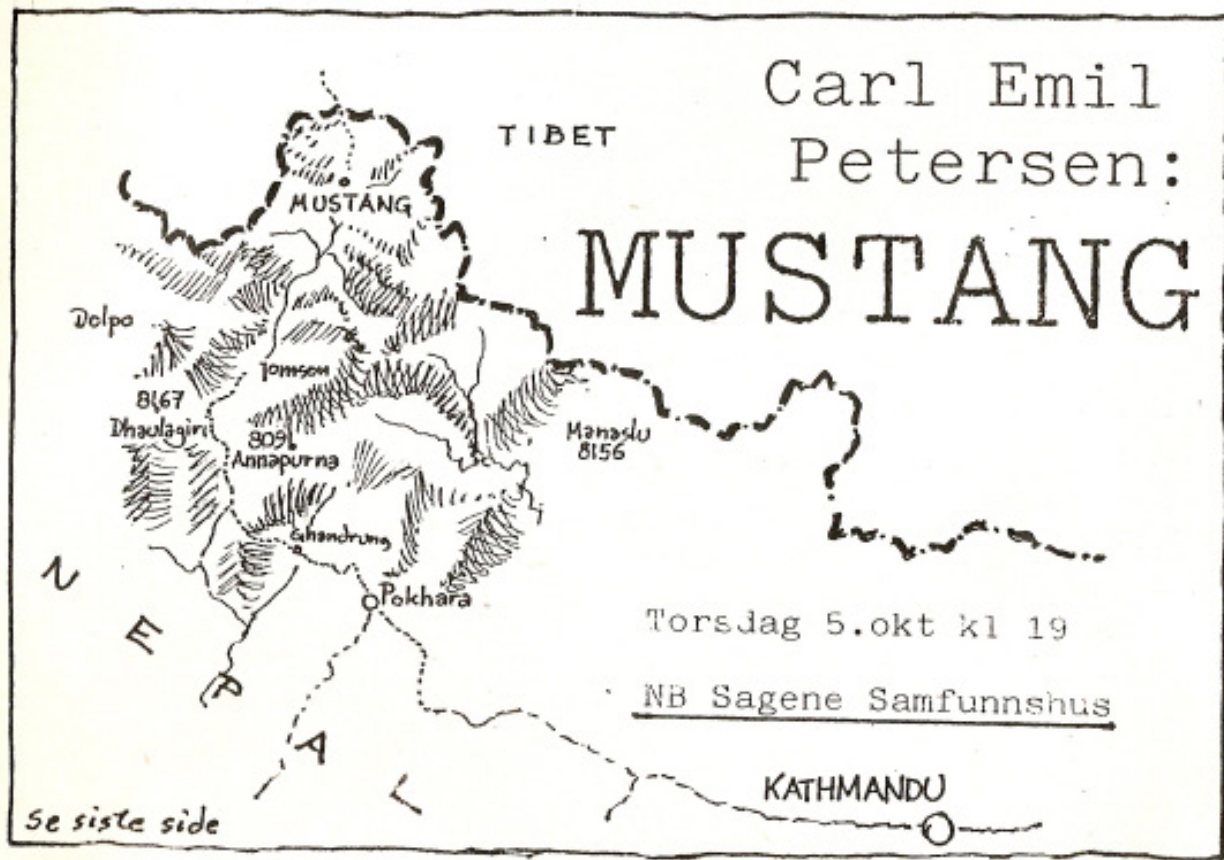 Carl Emil
Petersen:
MUSTANG
TIBET
MUSTANG
Dolpo
Jomsom
8167
Dhaulagiri
8091
Annapurna
Manaslu
8156
Ghandrung
Pokhara
NEPAL
Torsdag 5.okt kl 19
NB Sagene Samfunnshus
KATHMANDU
Se siste side